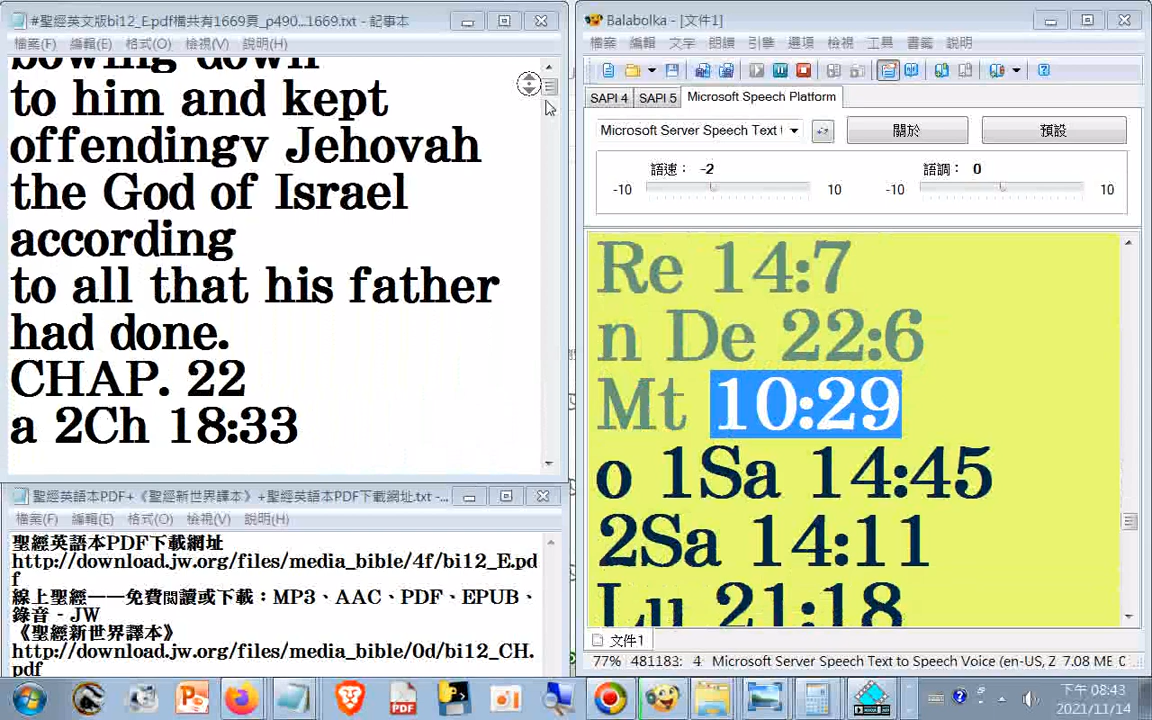 #聖經英文版bi12_E.pdf檔共有1669頁_p490...1669.txt - 記事本
檔案(F) 編輯(E) 格式(O) 檢視(V) 說明(H)
bowing down
to him and kept
offendingv Jehovah
the God of Israel
according
to all that his father
had done.
CHAP. 22
a 2Ch 18:33
聖經英語本PDF+《聖經新世界譯本》+聖經英語本PDF下載網址.txt - ...
檔案(F) 編輯(E) 格式(O) 檢視(V) 說明(H)
聖經英語本PDF下載網址
http://download.jw.org/files/media_bible/4f/bi12_E.pd
f
線上聖經──免費閱讀或下載：MP3、AAC、PDF、EPUB、
錄音 - JW
《聖經新世界譯本》
http://download.jw.org/files/media_bible/0d/bi12_CH.
pdf
Balabolka - [文件1]
檔案 編輯 文字 朗讀 引擎 選項 檢視 工具 書籤 說明
SAPI 4 SAPI 5 Microsoft Speech Platform
Microsoft Server Speech Text 關於 預設
語速： -2 語調： 0
-10 10 -10 10
Re 14:7
n De 22:6
Mt 10:29
o 1Sa 14:45
2Sa 14:11
Lu 21:18
文件1
77% 481183: 4 Microsoft Server Speech Text to Speech Voice (en-US, Z 7.08 ME C
PDF
下午 08:43
2021/11/14